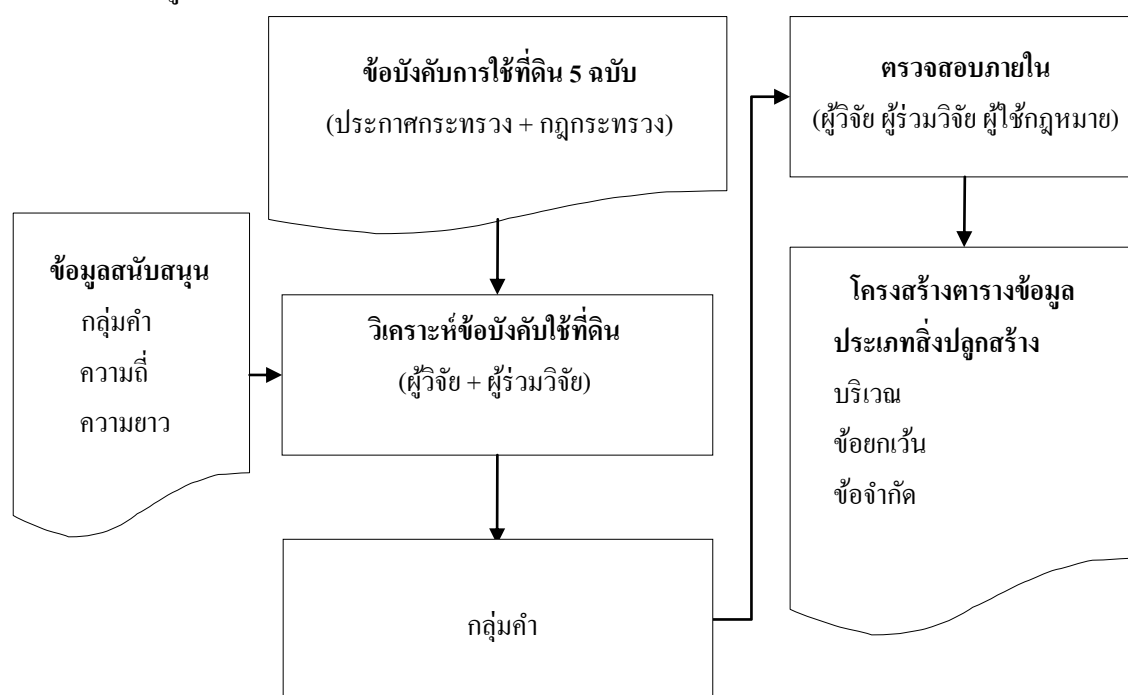 ข้อบังคับการใช้ที่ดิน 5 ฉบับ
(ประกาศกระทรวง + กฎกระทรวง)
ข้อมูลสนับสนุน
กลุ่มคำ
ความถี่
ความยาว
วิเคราะห์ข้อบังคับใช้ที่ดิน
(ผู้วิจัย + ผู้ร่วมวิจัย)
กลุ่มคำ
ตรวจสอบภายใน
(ผู้วิจัย ผู้ร่วมวิจัย ผู้ใช้กฎหมาย)
โครงสร้างตารางข้อมูล
ประเภทสิ่งปลูกสร้าง
บริเวณ
ข้อยกเว้น
ข้อจำกัด